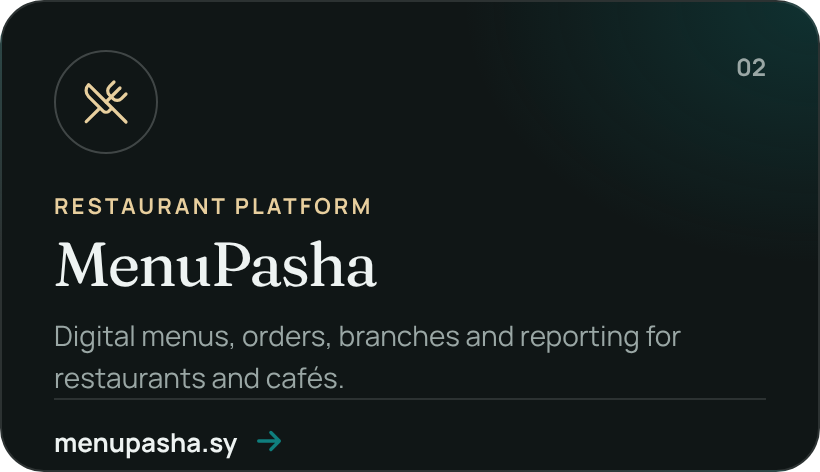 02
RESTAURANT PLATFORM
MenuPasha
Digital menus, orders, branches and reporting for
restaurants and cafés.
menupasha.sy